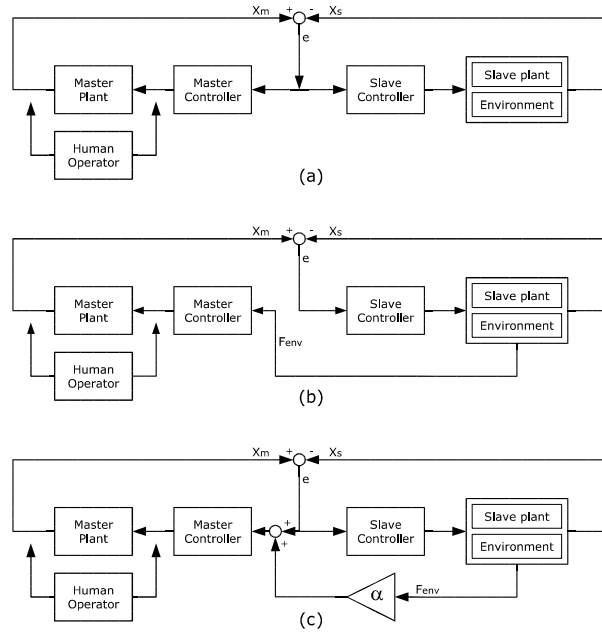 Xm + - Xs
e
Master Plant
Master Controller
Slave Controller
Slave plant
Environment
Human Operator
(a)
Xm + - Xs
e
Master Plant
Master Controller
Slave Controller
Slave plant
Environment
Fenv
Human Operator
(b)
Xm + - Xs
e
Master Plant
Master Controller
+
+
Slave Controller
Slave plant
Environment
Human Operator
α
Fenv
(c)